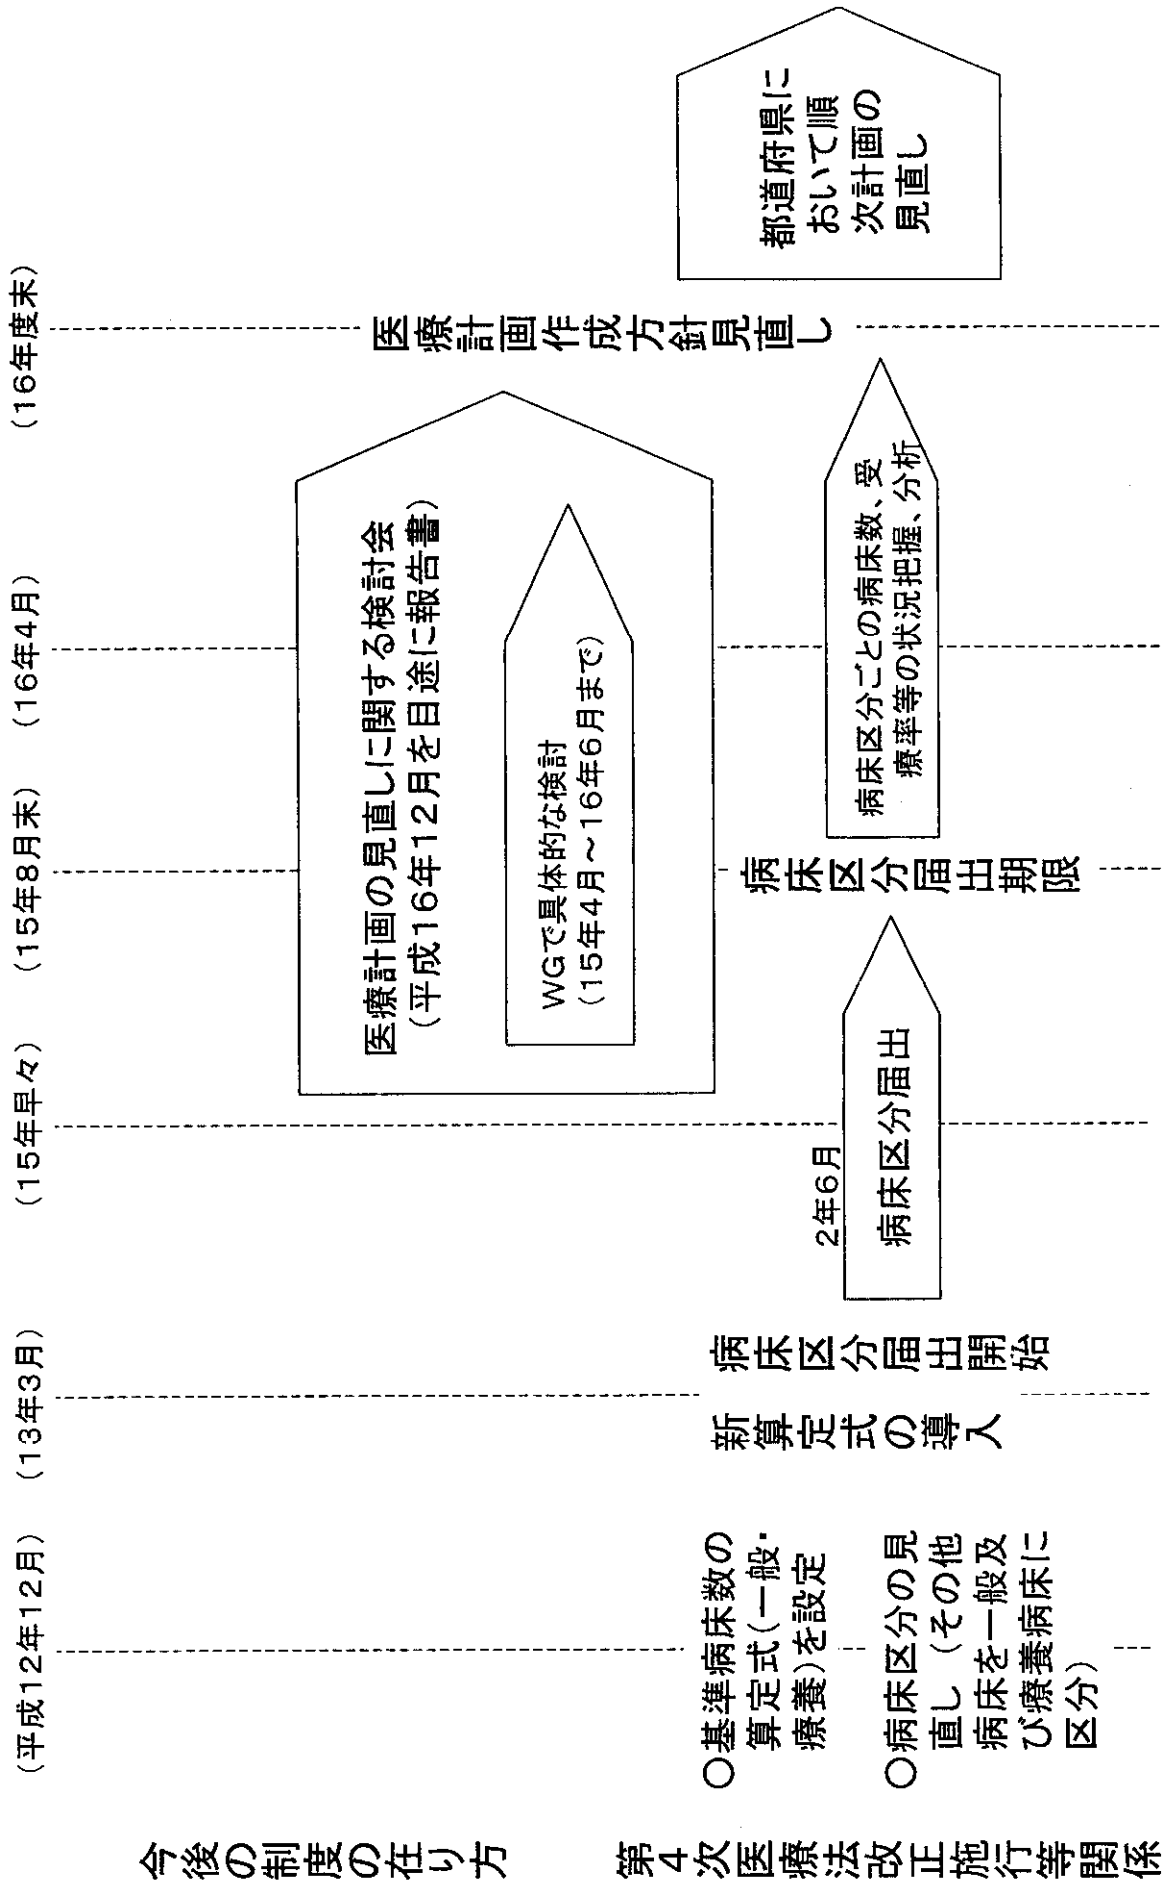 (平成12年12月)
(13年3月)
(15年早々)
(15年8月末)
(16年4月)
(16年度末)
今後の制度の在り方
医療計画の見直しに関する検討会
(平成16年12月を目途に報告書)
WGで具体的な検討
(15年4月~16年6月まで)
医療計画作成方針見直し
第4次医療法改正施行等関係
○基準病床数の
算定式(一般・
療養)を設定
○病床区分の見
直し(その他
病床を一般及
び療養病床に
区分)
新算定式の導入
病床区分届出開始
2年6月
病床区分届出
病床区分届出期限
病床区分ごとの病床数、受
療率等の状況把握、分析
都道府県に
おいて順
次計画の
見直し